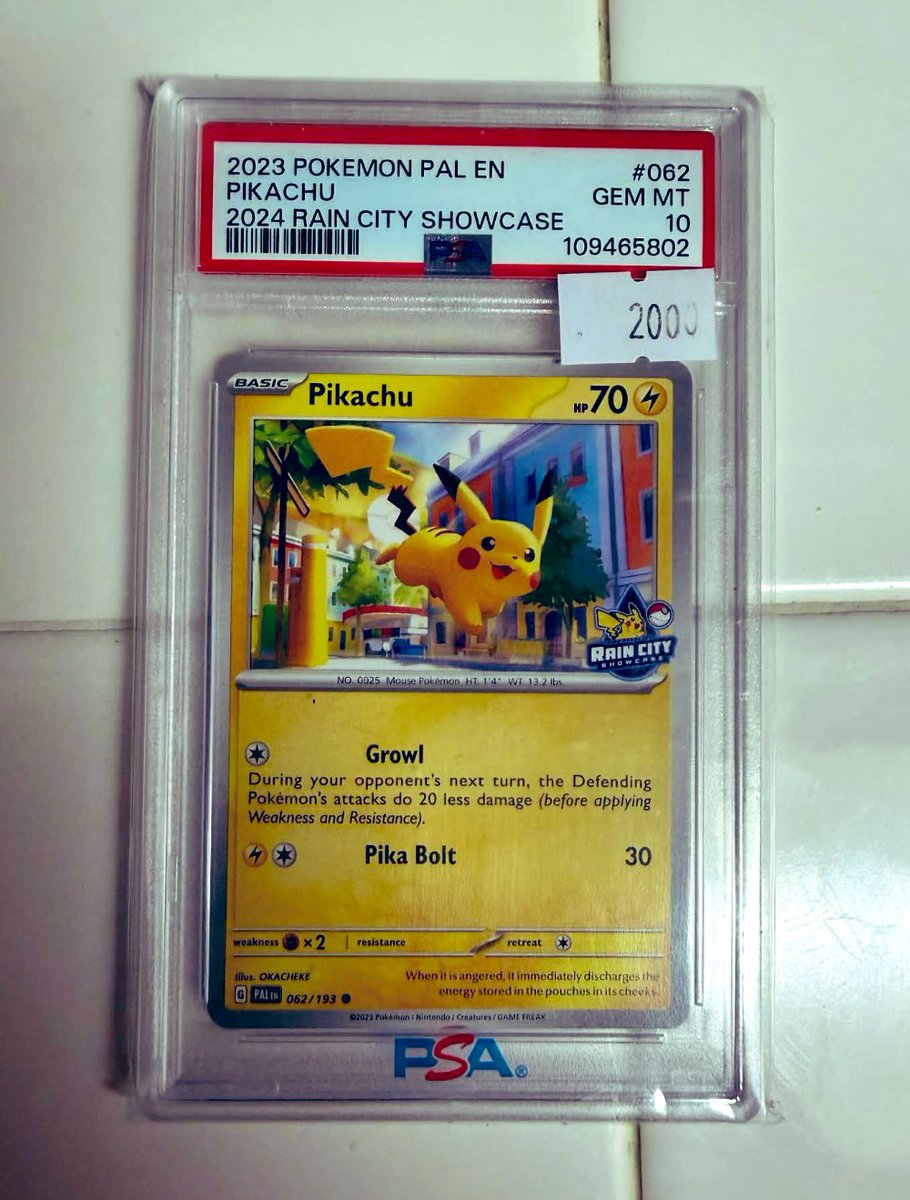 2023 POKEMON PAL EN #062
PIKACHU GEM MT
2024 RAIN CITY SHOWCASE 10
109465802
2000
BASIC Pikachu HP 70
RAIN CITY
SHOWCASE
NO. 0025 Mouse Pokémon HT: 1'4" WT: 13.2 lbs.
Growl
During your opponent's next turn, the Defending
Pokémon's attacks do 20 less damage (before applying
Weakness and Resistance).
Pika Bolt 30
weakness ×2 resistance retreat
Illus. OKACHEKE
When it is angered, it immediately discharges the
energy stored in the pouches in its cheeks.
G PAL EN 062/193
©2023 Pokémon / Nintendo / Creatures / GAME FREAK
PSA®